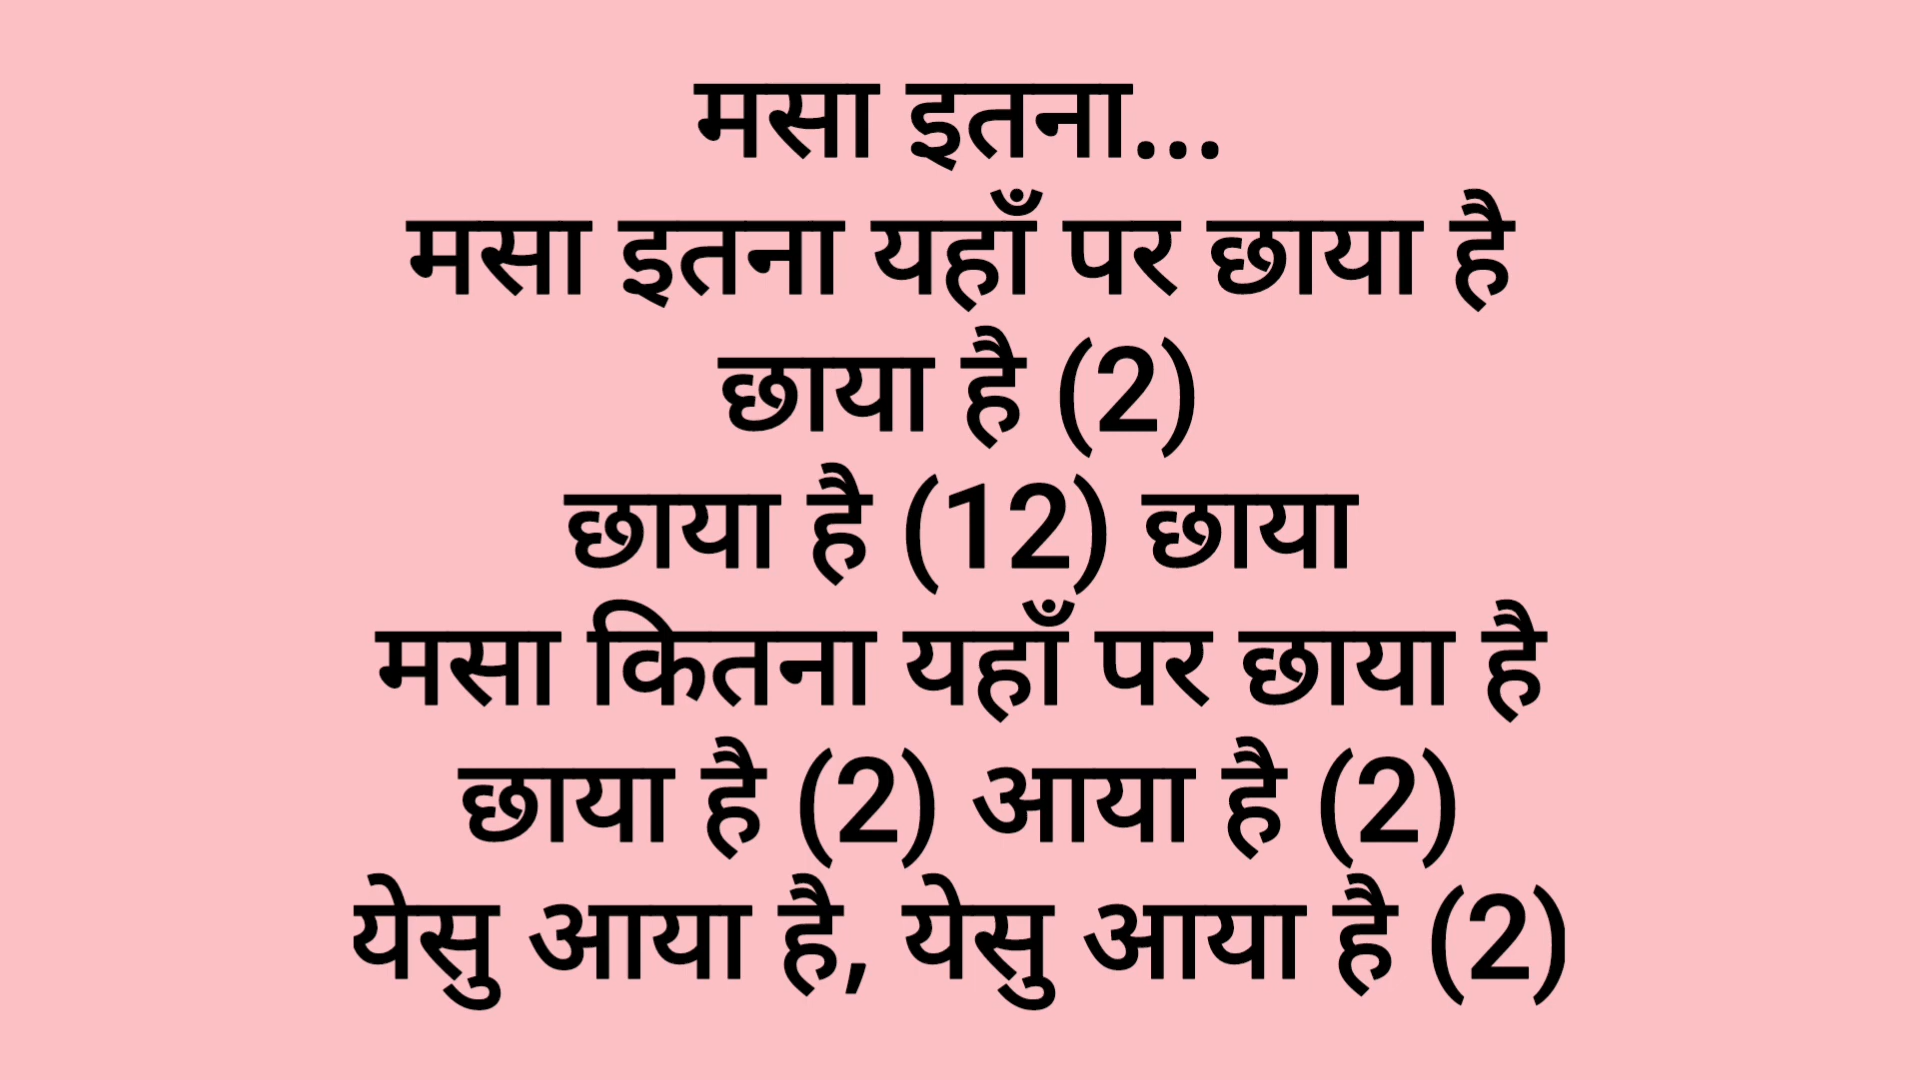 मसा इतना...
मसा इतना यहाँ पर छाया है
छाया है (2)
छाया है (12) छाया
मसा कितना यहाँ पर छाया है
छाया है (2) आया है (2)
येसु आया है, येसु आया है (2)